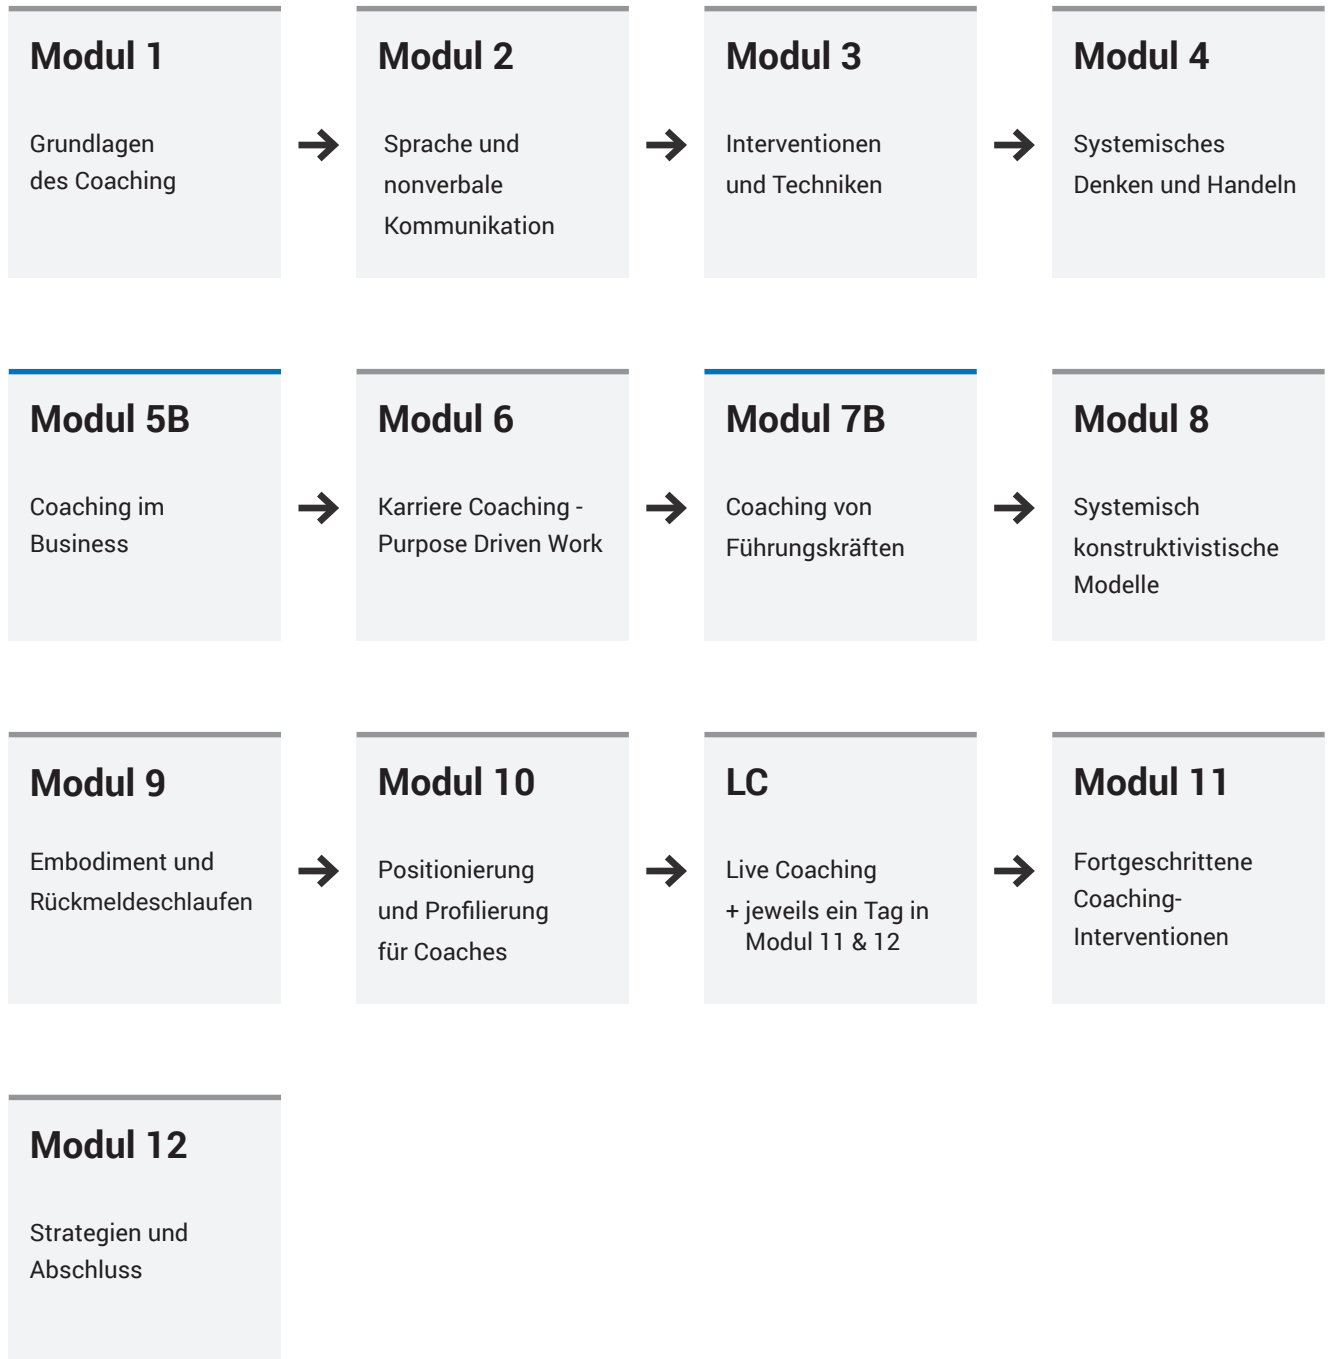 Modul 1
Grundlagen
des Coaching
Modul 2
Sprache und
nonverbale
Kommunikation
Modul 3
Interventionen
und Techniken
Modul 4
Systemisches
Denken und Handeln
Modul 5B
Coaching im
Business
Modul 6
Karriere Coaching -
Purpose Driven Work
Modul 7B
Coaching von
Führungskräften
Modul 8
Systemisch
konstruktivistische
Modelle
Modul 9
Embodiment und
Rückmeldeschlaufen
Modul 10
Positionierung
und Profilierung
für Coaches
LC
Live Coaching
+ jeweils ein Tag in
Modul 11 & 12
Modul 11
Fortgeschrittene
Coaching-
Interventionen
Modul 12
Strategien und
Abschluss